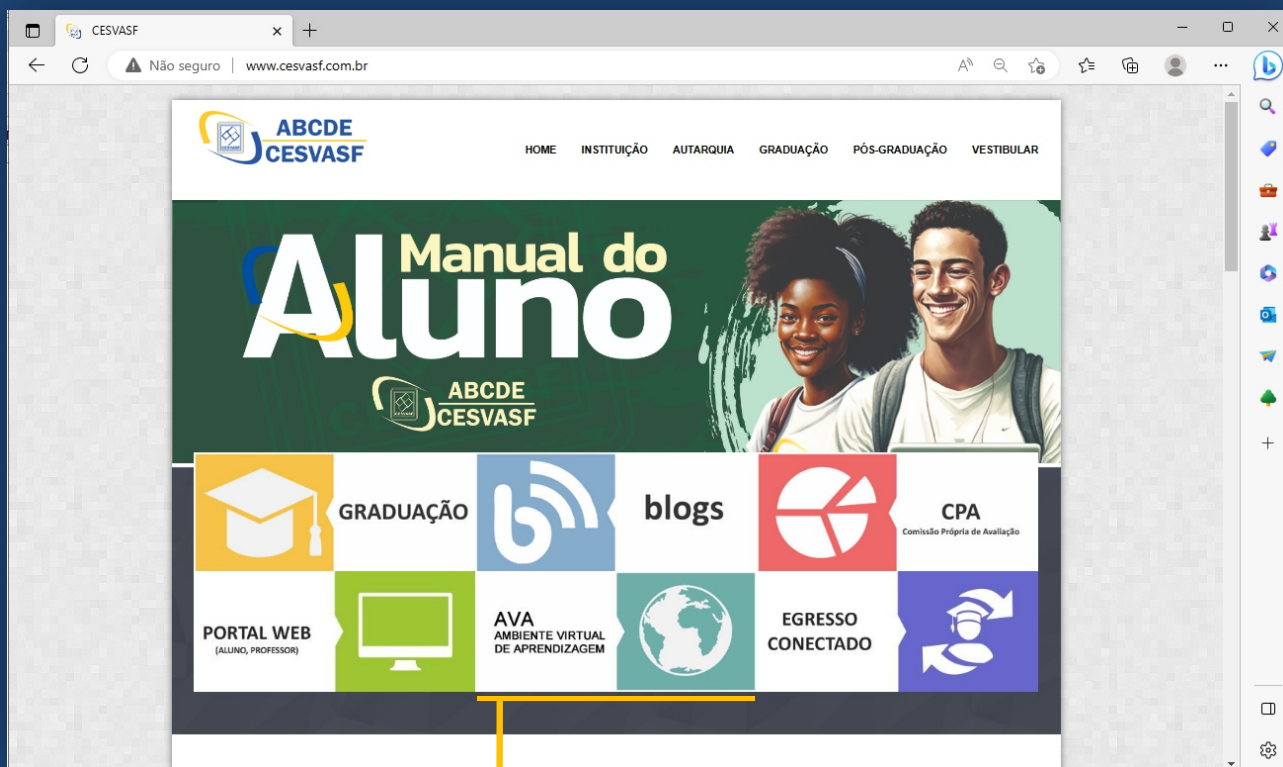 CESVASF
Não seguro
www.cesvasf.com.br
ABCDE
CESVASF
HOME
INSTITUIÇÃO
AUTARQUIA
GRADUAÇÃO
PÓS-GRADUAÇÃO
VESTIBULAR
Manual do
Aluno
ABCDE
CESVASF
GRADUAÇÃO
blogs
CPA
Comissão Própria de Avaliação
PORTAL WEB
(ALUNO, PROFESSOR)
AVA
AMBIENTE VIRTUAL
DE APRENDIZAGEM
EGRESSO
CONECTADO